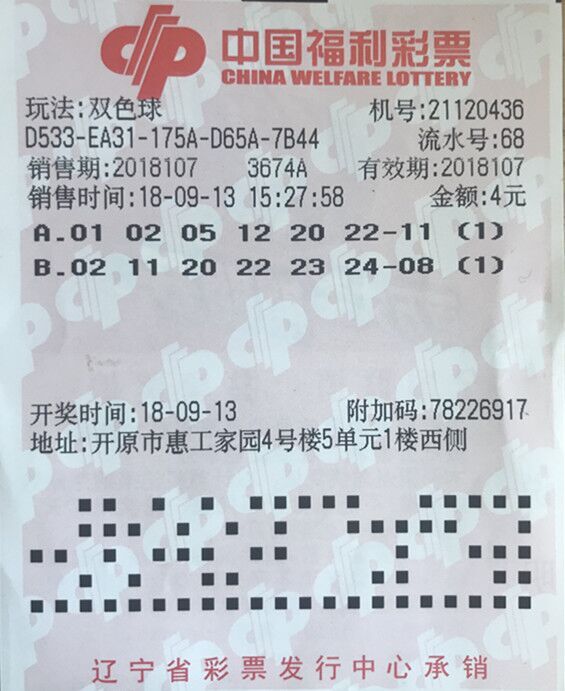 中国福利彩票
CHINA WELFARE LOTTERY
玩法:双色球 机号:21120436
D533-EA31-175A-D65A-7B44 流水号:68
销售期:2018107 3674A 有效期:2018107
销售时间:18-09-13 15:27:58 金额:4元
A.01 02 05 12 20 22-11 (1)
B.02 11 20 22 23 24-08 (1)
开奖时间:18-09-13 附加码:78226917
地址:开原市惠工家园4号楼5单元1楼西侧
辽宁省彩票发行中心承销